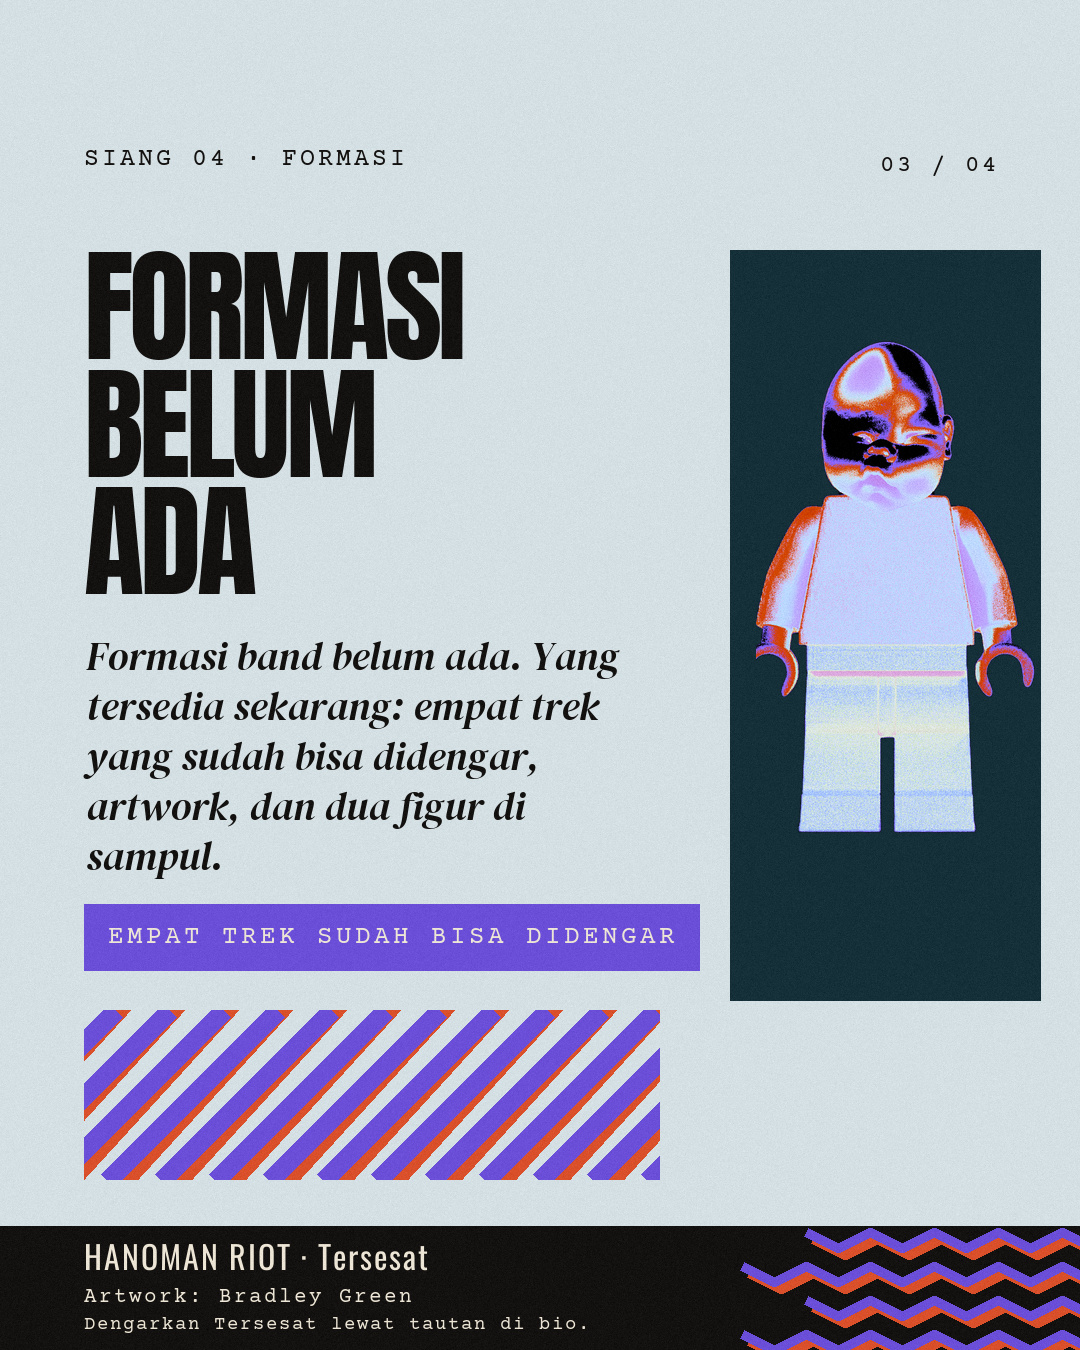 SIANG 04 · FORMASI
03 / 04
FORMASI
BELUM
ADA
Formasi band belum ada. Yang
tersedia sekarang: empat trek
yang sudah bisa didengar,
artwork, dan dua figur di
sampul.
EMPAT TREK SUDAH BISA DIDENGAR
HANOMAN RIOT · Tersesat
Artwork: Bradley Green
Dengarkan Tersesat lewat tautan di bio.